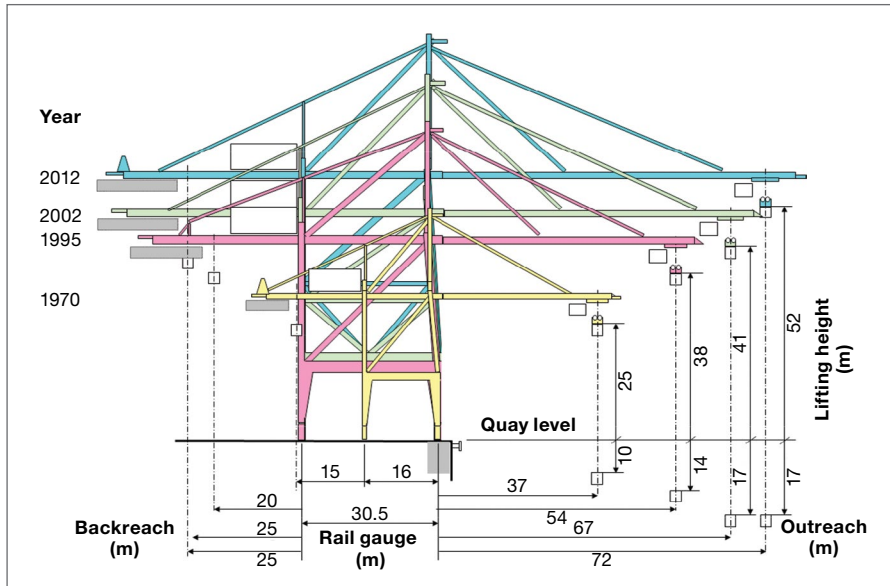 Year
2012
2002
1995
1970
52
41
38
25
Lifting height
(m)
Quay level
10
14
17
17
15
16
37
20
54
Backreach
(m)
25
30.5
Rail gauge
(m)
67
Outreach
(m)
25
72